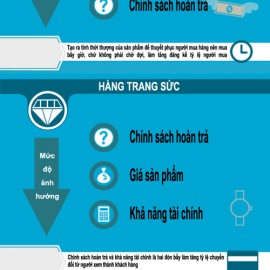 Chính sách hoàn trả
Tạo ra tính thời thượng của sản phẩm để thuyết phục người mua hàng nên mua
bây giờ, chứ không phải chờ đợi, làm tăng đáng kể tỷ lệ người mua
HÀNG TRANG SỨC
Mức
độ
ảnh
hưởng
Chính sách hoàn trả
Giá sản phẩm
Khả năng tài chính
Chính sách hoàn trả và khả năng tài chính là hai đòn bẩy làm tăng tỷ lệ chuyển
đổi từ người xem thành khách hàng